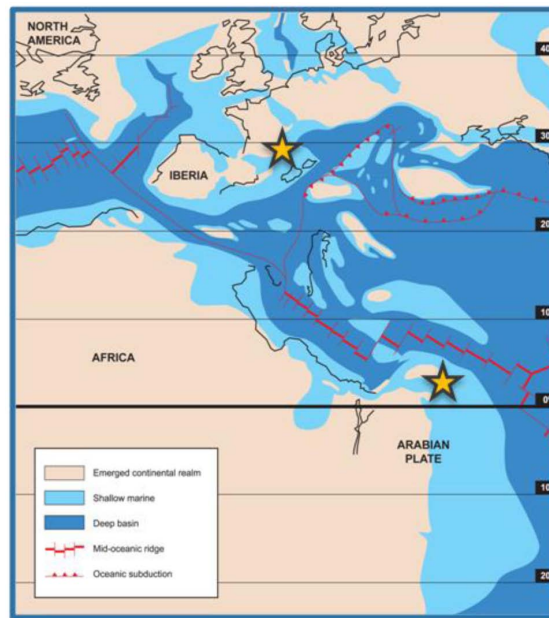 NORTH
AMERICA
40
30
IBERIA
20
10
AFRICA
0°
ARABIAN
PLATE
Emerged continental realm
Shallow marine
Deep basin
Mid-oceanic ridge
Oceanic subduction
10
20